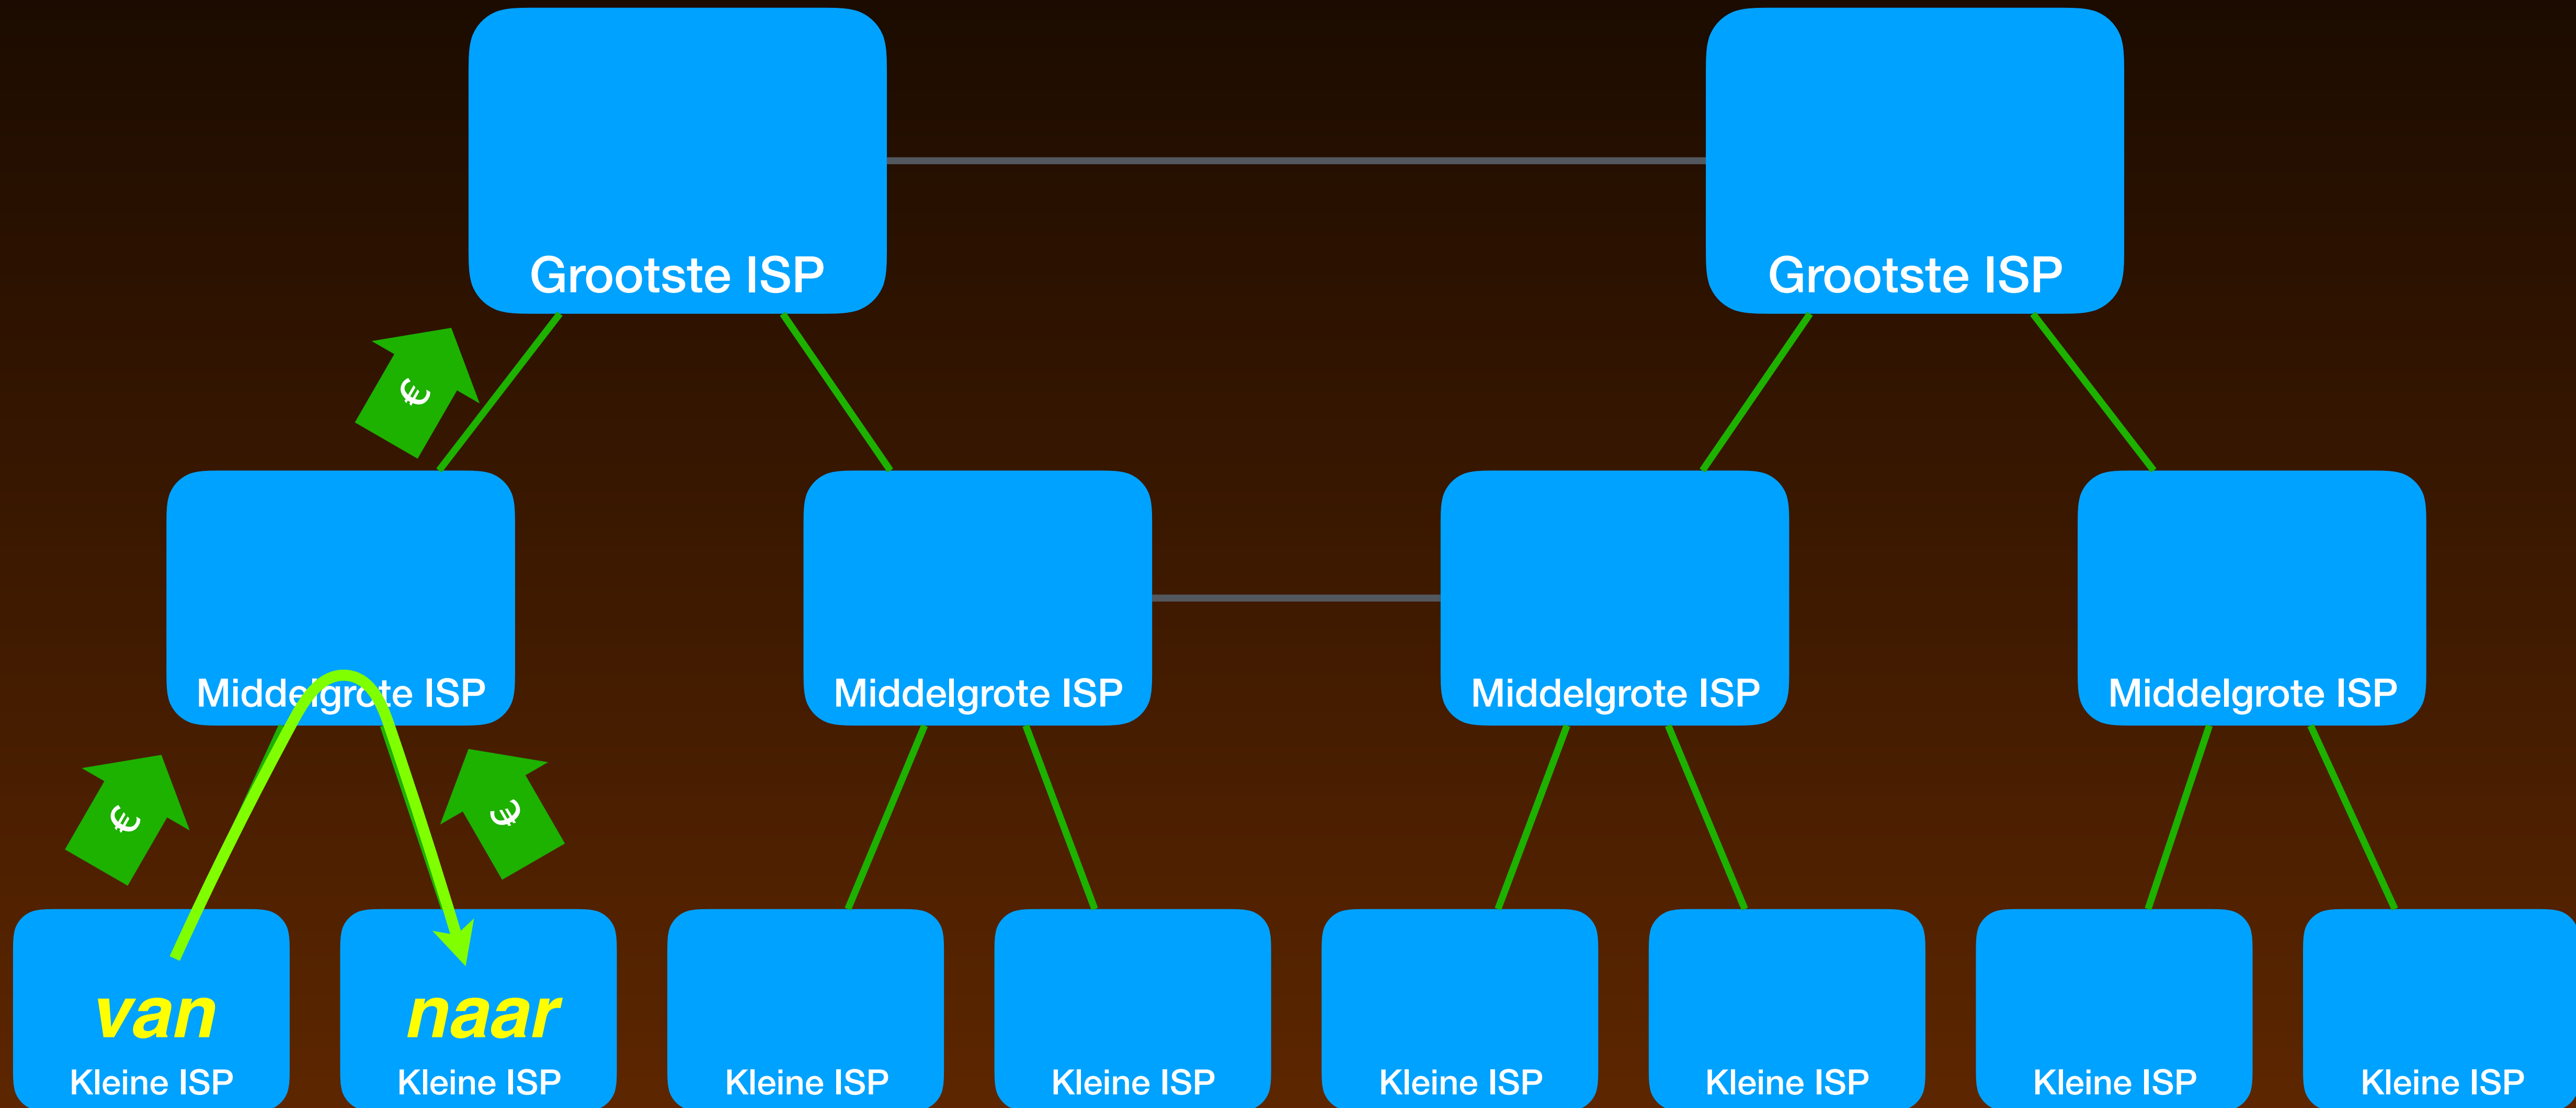 Grootste ISP
Grootste ISP
€
Middelgrote ISP
Middelgrote ISP
Middelgrote ISP
Middelgrote ISP
€
€
van
naar
Kleine ISP
Kleine ISP
Kleine ISP
Kleine ISP
Kleine ISP
Kleine ISP
Kleine ISP
Kleine ISP